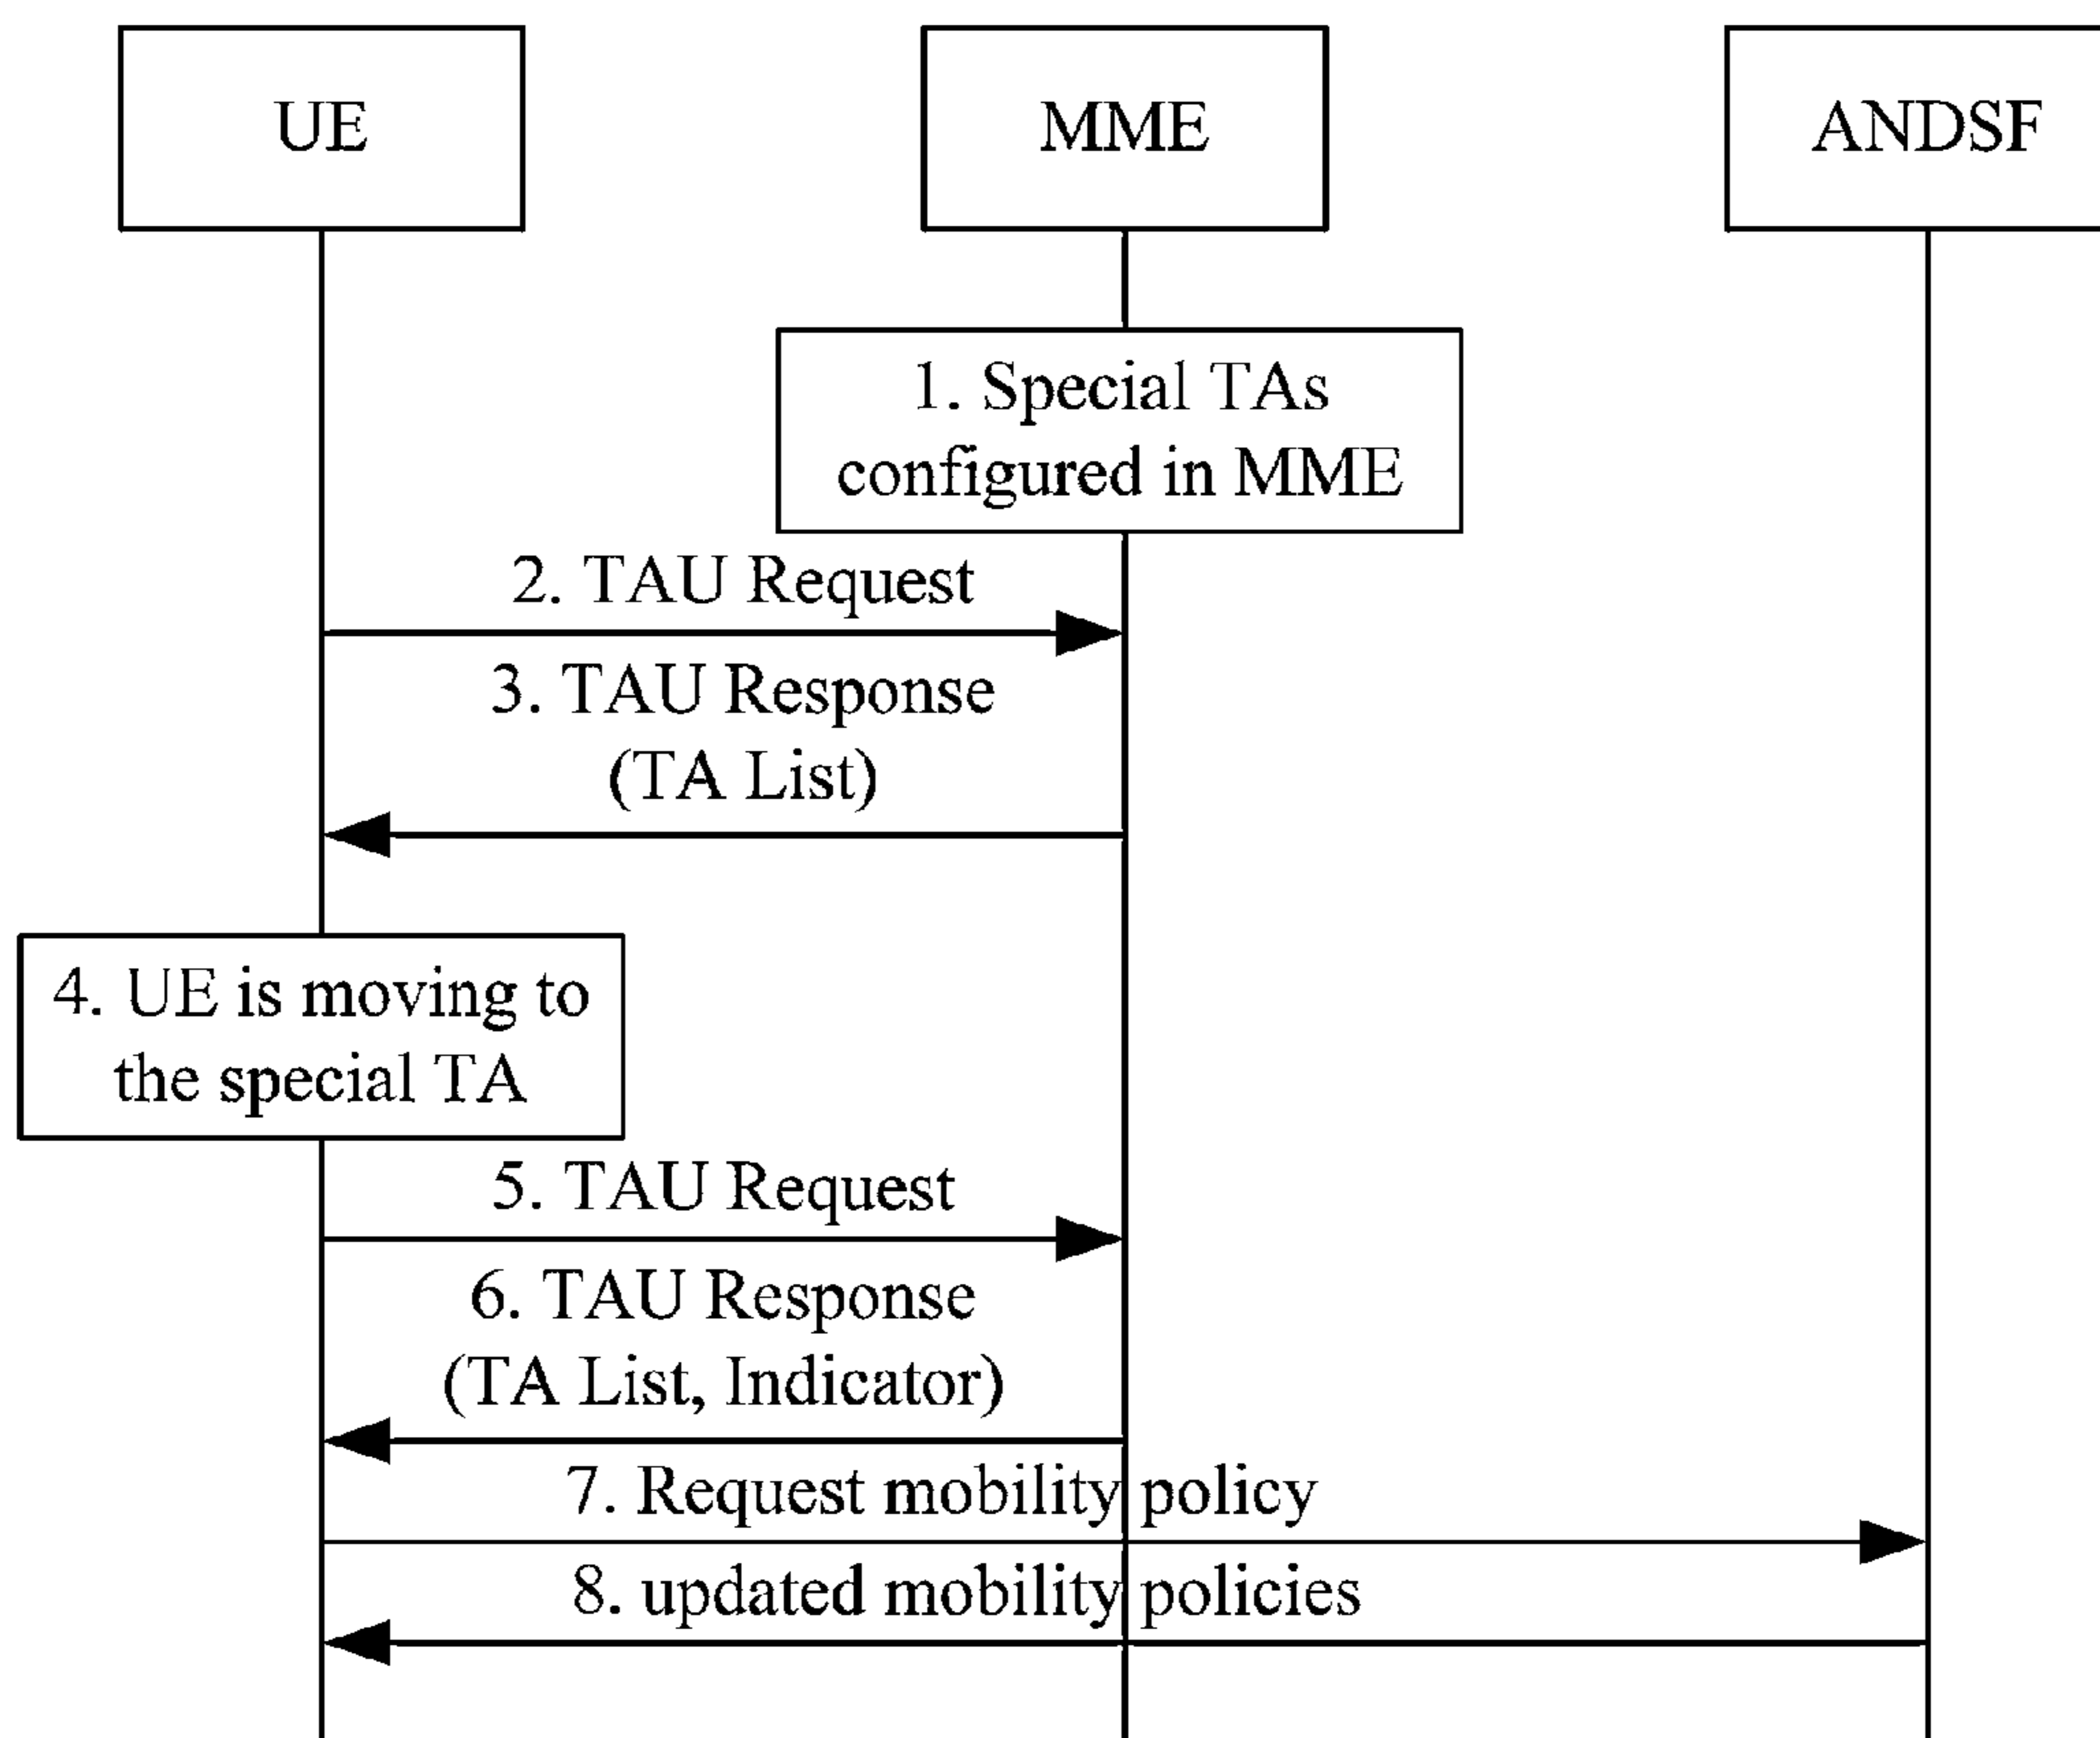 UE
MME
ANDSF
1. Special TAs
configured in MME
2. TAU Request
3. TAU Response
(TA List)
4. UE is moving to
the special TA
5. TAU Request
6. TAU Response
(TA List, Indicator)
7. Request mobility policy
8. updated mobility policies